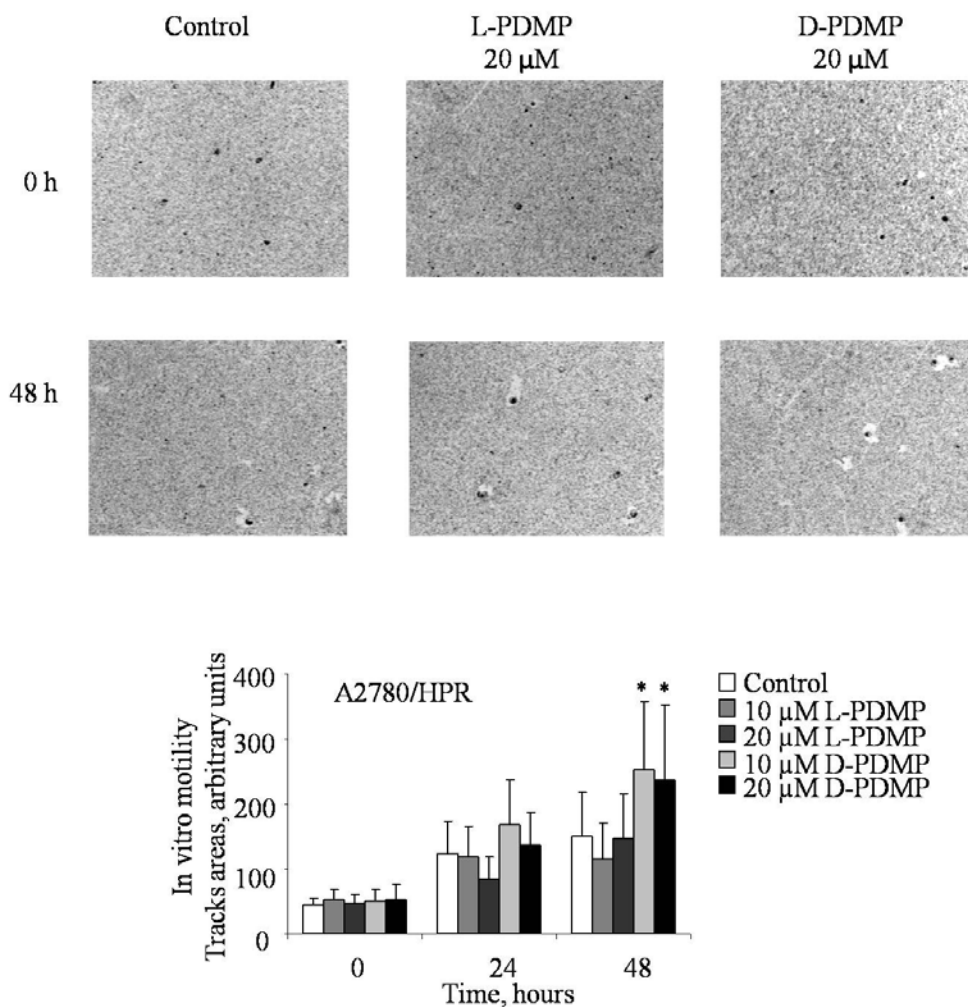 Control
L-PDMP
20 μM
D-PDMP
20 μM
0 h
48 h
In vitro motility
Tracks areas, arbitrary units
400
300
200
100
0
A2780/HPR
* *
0 24 48
Time, hours
Control
10 μM L-PDMP
20 μM L-PDMP
10 μM D-PDMP
20 μM D-PDMP